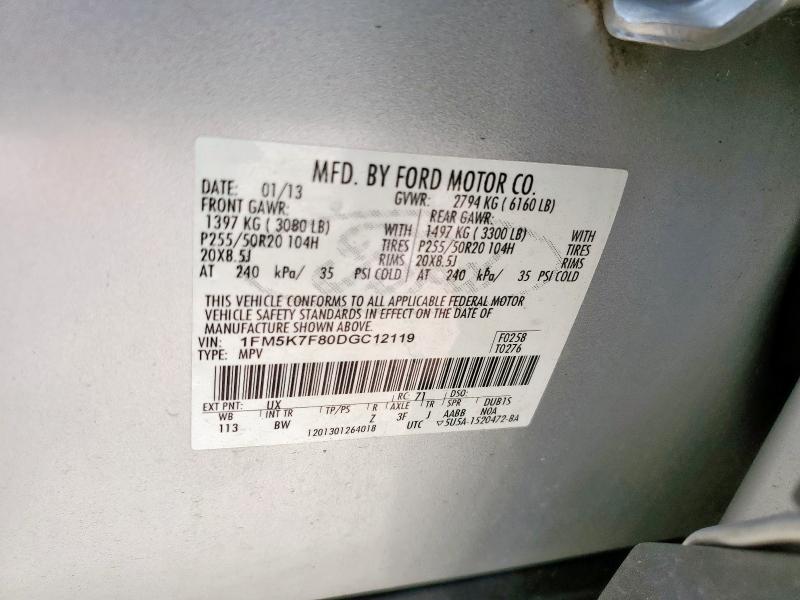 MFD. BY FORD MOTOR CO.
DATE: 01/13 GVWR: 2794 KG ( 6160 LB)
FRONT GAWR: REAR GAWR:
1397 KG ( 3080 LB) WITH 1497 KG ( 3300 LB) WITH
P255/50R20 104H TIRES P255/50R20 104H TIRES
20X8.5J RIMS 20X8.5J RIMS
AT 240 kPa/ 35 PSI COLD AT 240 kPa/ 35 PSI COLD
THIS VEHICLE CONFORMS TO ALL APPLICABLE FEDERAL MOTOR
VEHICLE SAFETY STANDARDS IN EFFECT ON THE DATE OF
MANUFACTURE SHOWN ABOVE.
VIN: 1FM5K7F80DGC12119 F0258
TYPE: MPV T0276
EXT PNT: UX RC: 71 DSO:
WB INT TR TP/PS R AXLE TR SPR DUB1S
113 BW Z 3F J AABB N0A
1201301264018 UTC ▽5U5A-1520472-BA